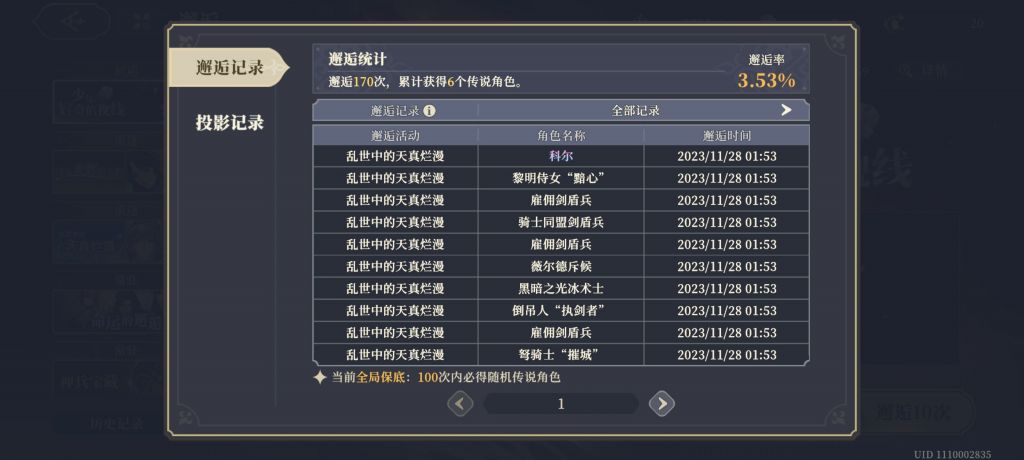 20
邂逅记录
投影记录
邂逅统计
邂逅170次，累计获得6个传说角色。
邂逅率
3.53%
邂逅记录 全部记录
邂逅活动 角色名称 邂逅时间
乱世中的天真烂漫 科尔 2023/11/28 01:53
乱世中的天真烂漫 黎明侍女“黯心” 2023/11/28 01:53
乱世中的天真烂漫 雇佣剑盾兵 2023/11/28 01:53
乱世中的天真烂漫 骑士同盟剑盾兵 2023/11/28 01:53
乱世中的天真烂漫 雇佣剑盾兵 2023/11/28 01:53
乱世中的天真烂漫 薇尔德斥候 2023/11/28 01:53
乱世中的天真烂漫 黑暗之光冰术士 2023/11/28 01:53
乱世中的天真烂漫 倒吊人“执剑者” 2023/11/28 01:53
乱世中的天真烂漫 雇佣剑盾兵 2023/11/28 01:53
乱世中的天真烂漫 弩骑士“摧城” 2023/11/28 01:53
当前全局保底：100次内必得随机传说角色
1
历史记录
邂逅10次
UID 1110002835